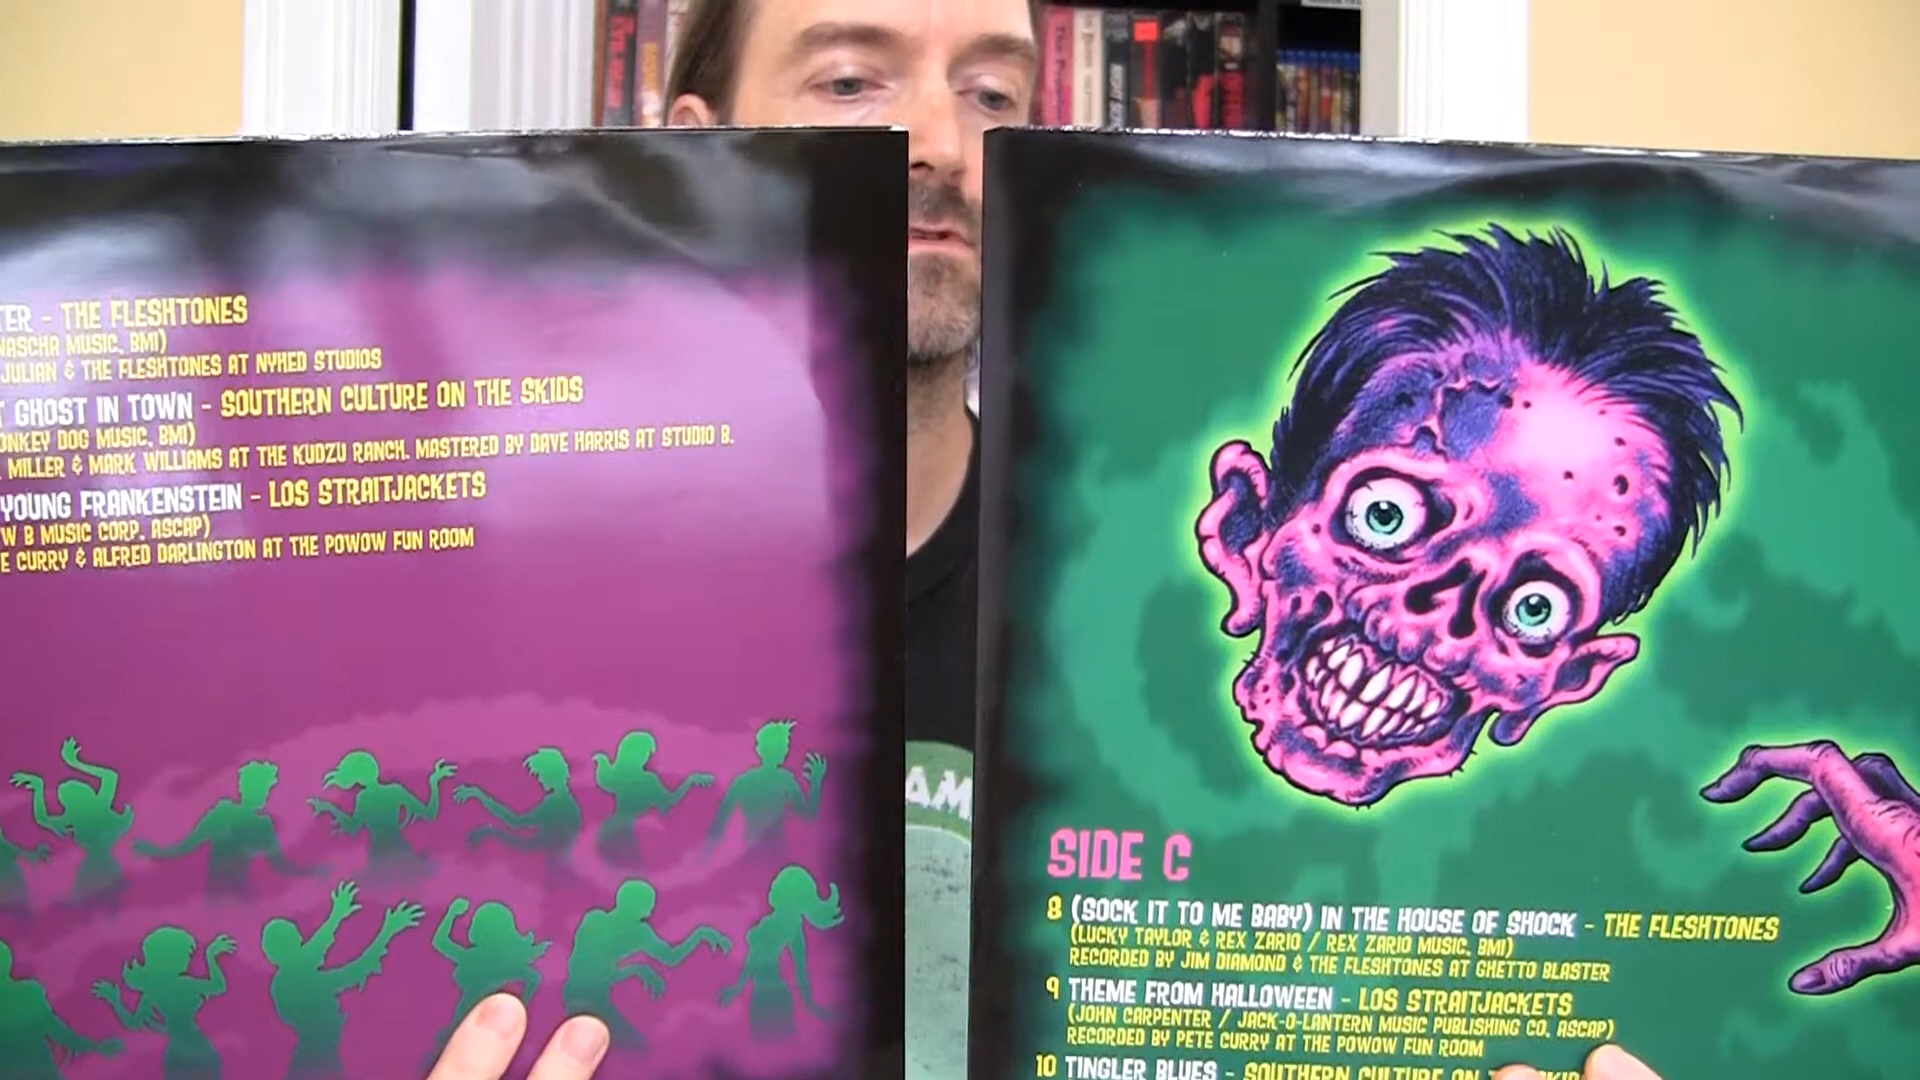 TER - THE FLESHTONES
NASCHA MUSIC, BMI)
JULIAN & THE FLESHTONES AT NYHED STUDIOS
T GHOST IN TOWN - SOUTHERN CULTURE ON THE SKIDS
ONKEY DOG MUSIC, BMI)
MILLER & MARK WILLIAMS AT THE KUDZU RANCH. MASTERED BY DAVE HARRIS AT STUDIO B.
YOUNG FRANKENSTEIN - LOS STRAITJACKETS
W B MUSIC CORP. ASCAP)
E CURRY & ALFRED DARLINGTON AT THE POWOW FUN ROOM
AM
SIDE C
8 (SOCK IT TO ME BABY) IN THE HOUSE OF SHOCK - THE FLESHTONES
(LUCKY TAYLOR & REX ZARIO / REX ZARIO MUSIC, BMI)
RECORDED BY JIM DIAMOND & THE FLESHTONES AT GHETTO BLASTER
9 THEME FROM HALLOWEEN - LOS STRAITJACKETS
(JOHN CARPENTER / JACK-O-LANTERN MUSIC PUBLISHING CO, ASCAP)
RECORDED BY PETE CURRY AT THE POWOW FUN ROOM
10 TINGLER BLUES - SOUTHERN CULTURE ON